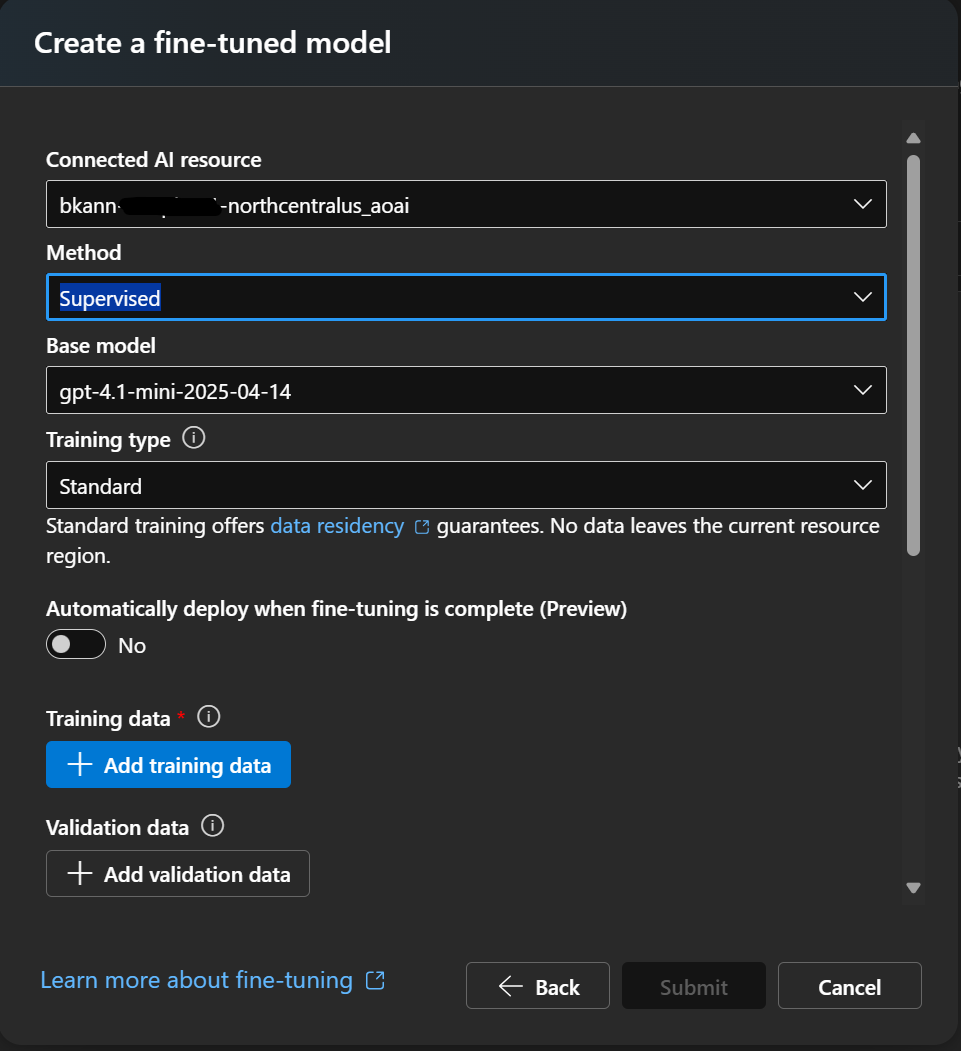 Create a fine-tuned model
Connected AI resource
bkann- -northcentralus_aoai
Method
Supervised
Base model
gpt-4.1-mini-2025-04-14
Training type
Standard
Standard training offers data residency guarantees. No data leaves the current resource
region.
Automatically deploy when fine-tuning is complete (Preview)
No
Training data *
Add training data
Validation data
Add validation data
Learn more about fine-tuning
Back
Submit
Cancel